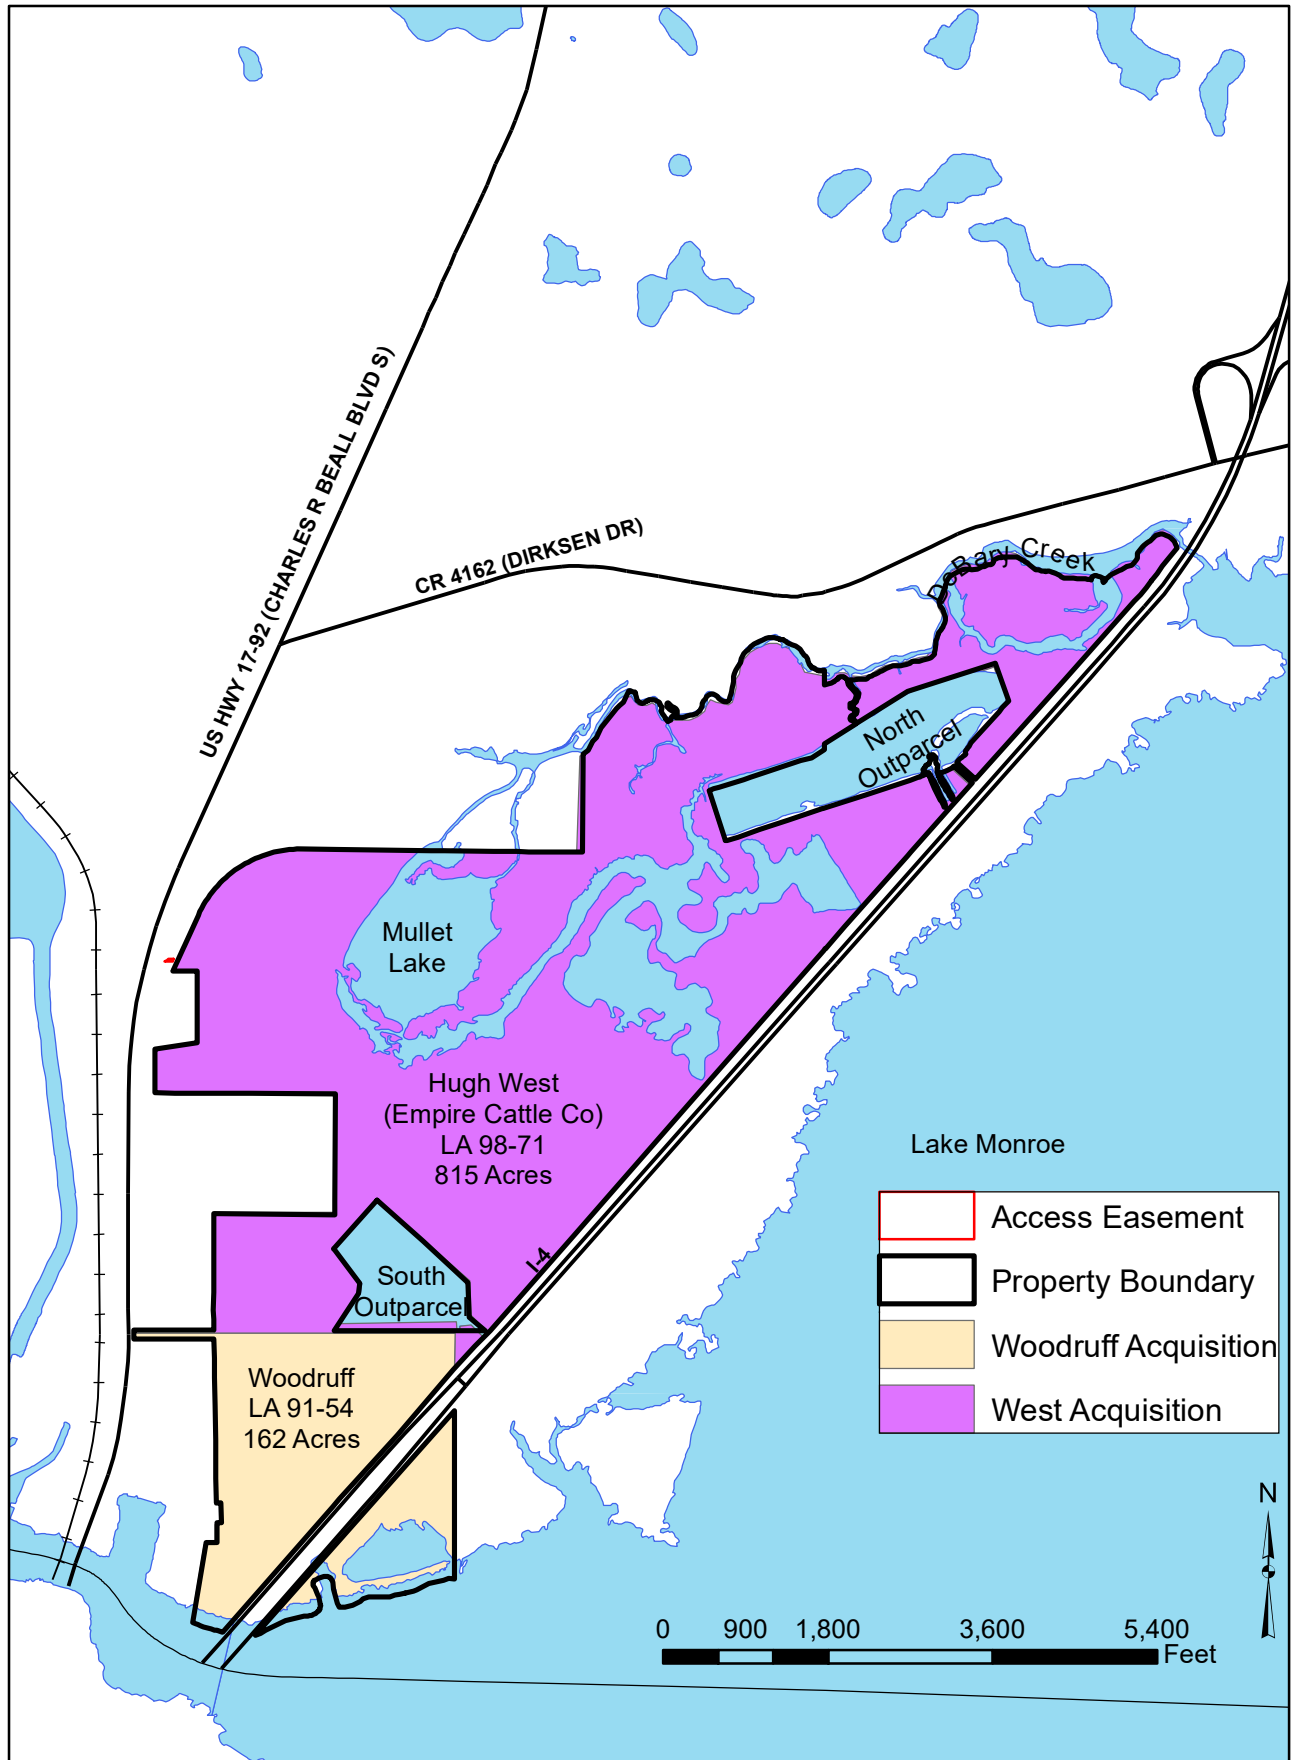 US HWY 17-92 (CHARLES R BEALL BLVD S)
CR 4162 (DIRKSEN DR)
DeBary Creek
North
Outparcel
Mullet
Lake
Hugh West
(Empire Cattle Co)
LA 98-71
815 Acres
Lake Monroe
I-4
South
Outparcel
Woodruff
LA 91-54
162 Acres
Access Easement
Property Boundary
Woodruff Acquisition
West Acquisition
N
0 900 1,800 3,600 5,400
Feet